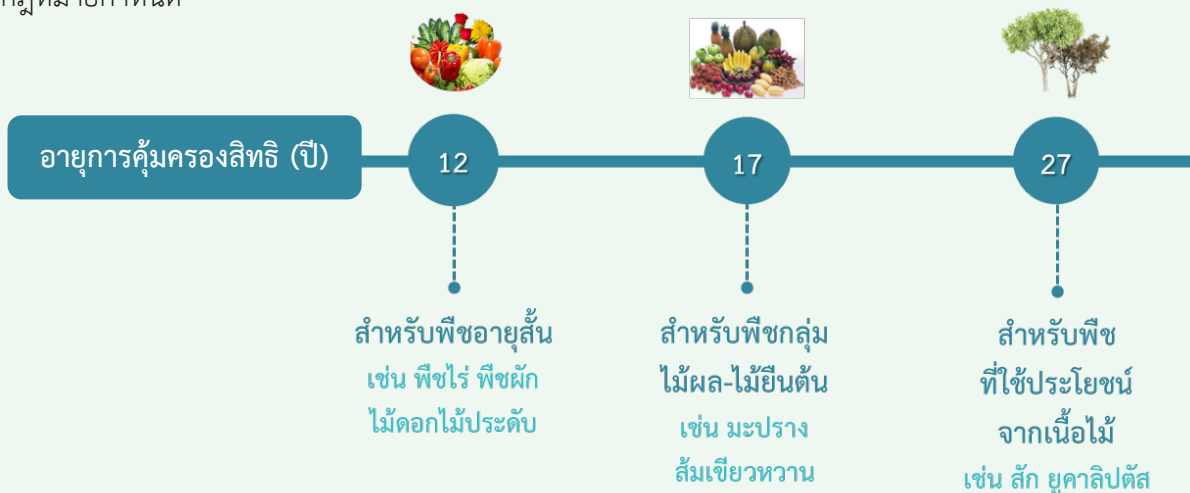 อายุการคุ้มครองสิทธิ (ปี)
12
17
27
สำหรับพืชอายุสั้น
เช่น พืชไร่ พืชผัก
ไม้ดอกไม้ประดับ
สำหรับพืชกลุ่ม
ไม้ผล-ไม้ยืนต้น
เช่น มะปราง
ส้มเขียวหวาน
สำหรับพืช
ที่ใช้ประโยชน์
จากเนื้อไม้
เช่น สัก ยูคาลิปตัส